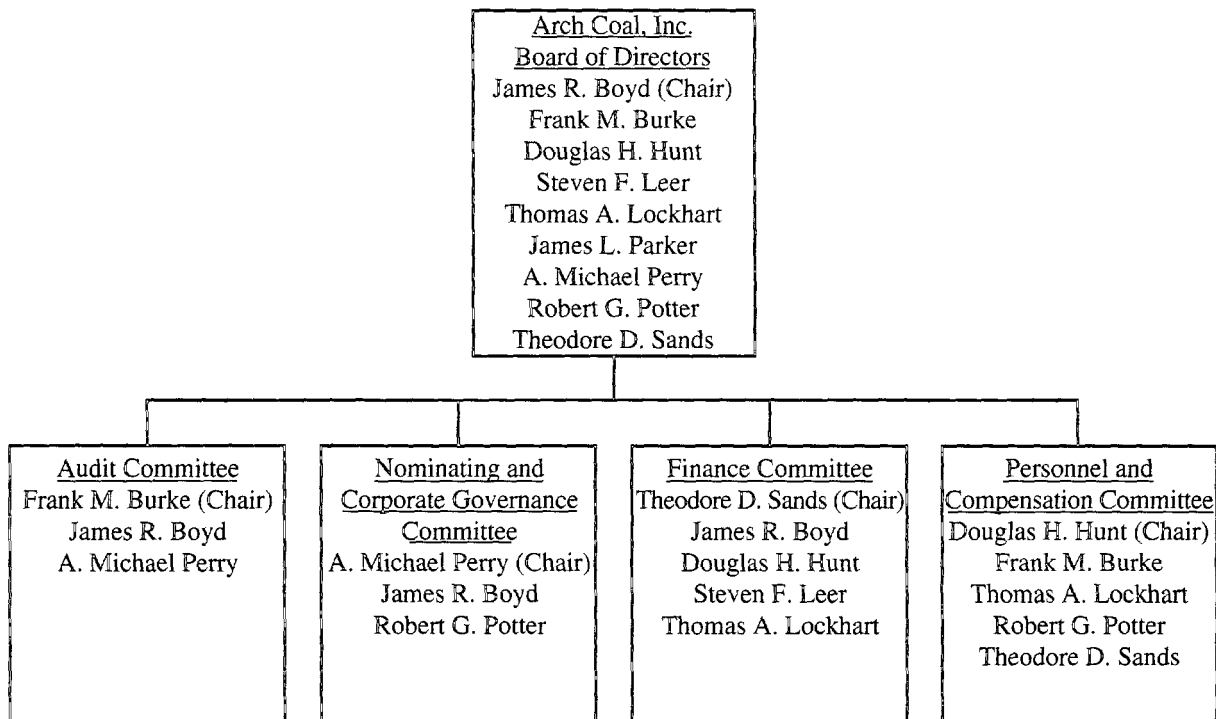 Arch Coal, Inc.
Board of Directors
James R. Boyd (Chair)
Frank M. Burke
Douglas H. Hunt
Steven F. Leer
Thomas A. Lockhart
James L. Parker
A. Michael Perry
Robert G. Potter
Theodore D. Sands
Audit Committee
Frank M. Burke (Chair)
James R. Boyd
A. Michael Perry
Nominating and
Corporate Governance
Committee
A. Michael Perry (Chair)
James R. Boyd
Robert G. Potter
Finance Committee
Theodore D. Sands (Chair)
James R. Boyd
Douglas H. Hunt
Steven F. Leer
Thomas A. Lockhart
Personnel and
Compensation Committee
Douglas H. Hunt (Chair)
Frank M. Burke
Thomas A. Lockhart
Robert G. Potter
Theodore D. Sands